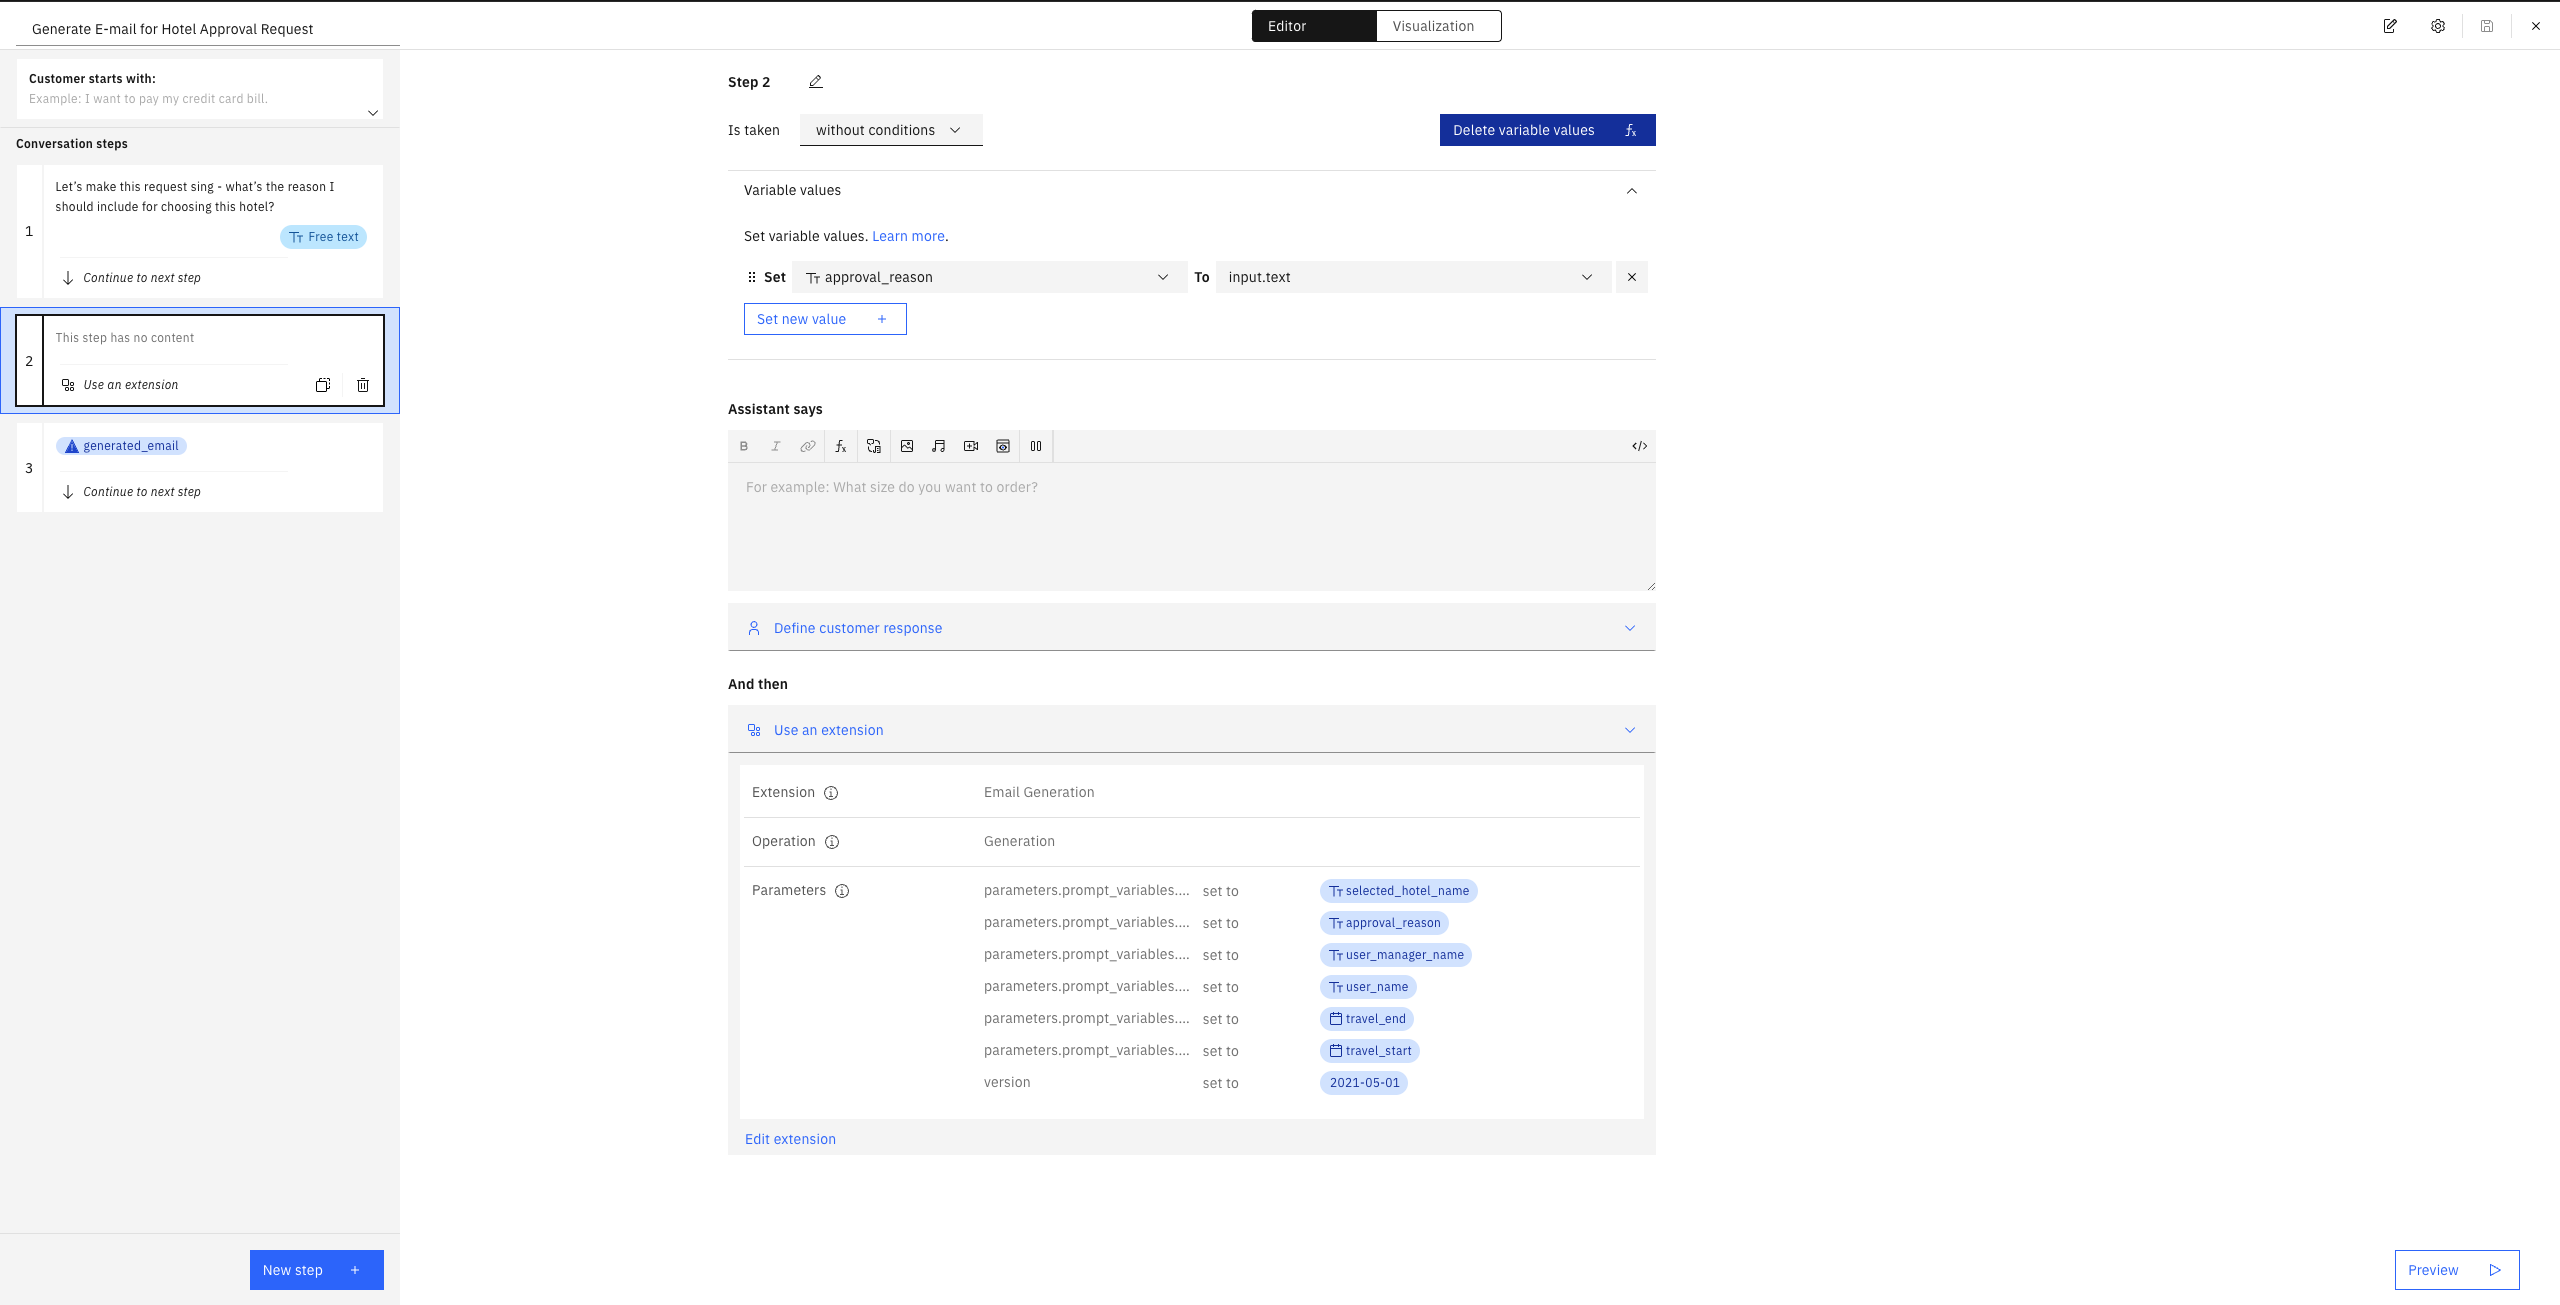 Generate E-mail for Hotel Approval Request
Editor
Visualization
Customer starts with:
Example: I want to pay my credit card bill.
Conversation steps
1
Let’s make this request sing - what’s the reason I
should include for choosing this hotel?
Free text
Continue to next step
2
This step has no content
Use an extension
3
generated_email
Continue to next step
New step
Step 2
Is taken
without conditions
Delete variable values
Variable values
Set variable values. Learn more.
Set approval_reason To input.text
Set new value
Assistant says
B I
For example: What size do you want to order?
Define customer response
And then
Use an extension
Extension Email Generation
Operation Generation
Parameters parameters.prompt_variables.... set to selected_hotel_name
parameters.prompt_variables.... set to approval_reason
parameters.prompt_variables.... set to user_manager_name
parameters.prompt_variables.... set to user_name
parameters.prompt_variables.... set to travel_end
parameters.prompt_variables.... set to travel_start
version set to 2021-05-01
Edit extension
Preview